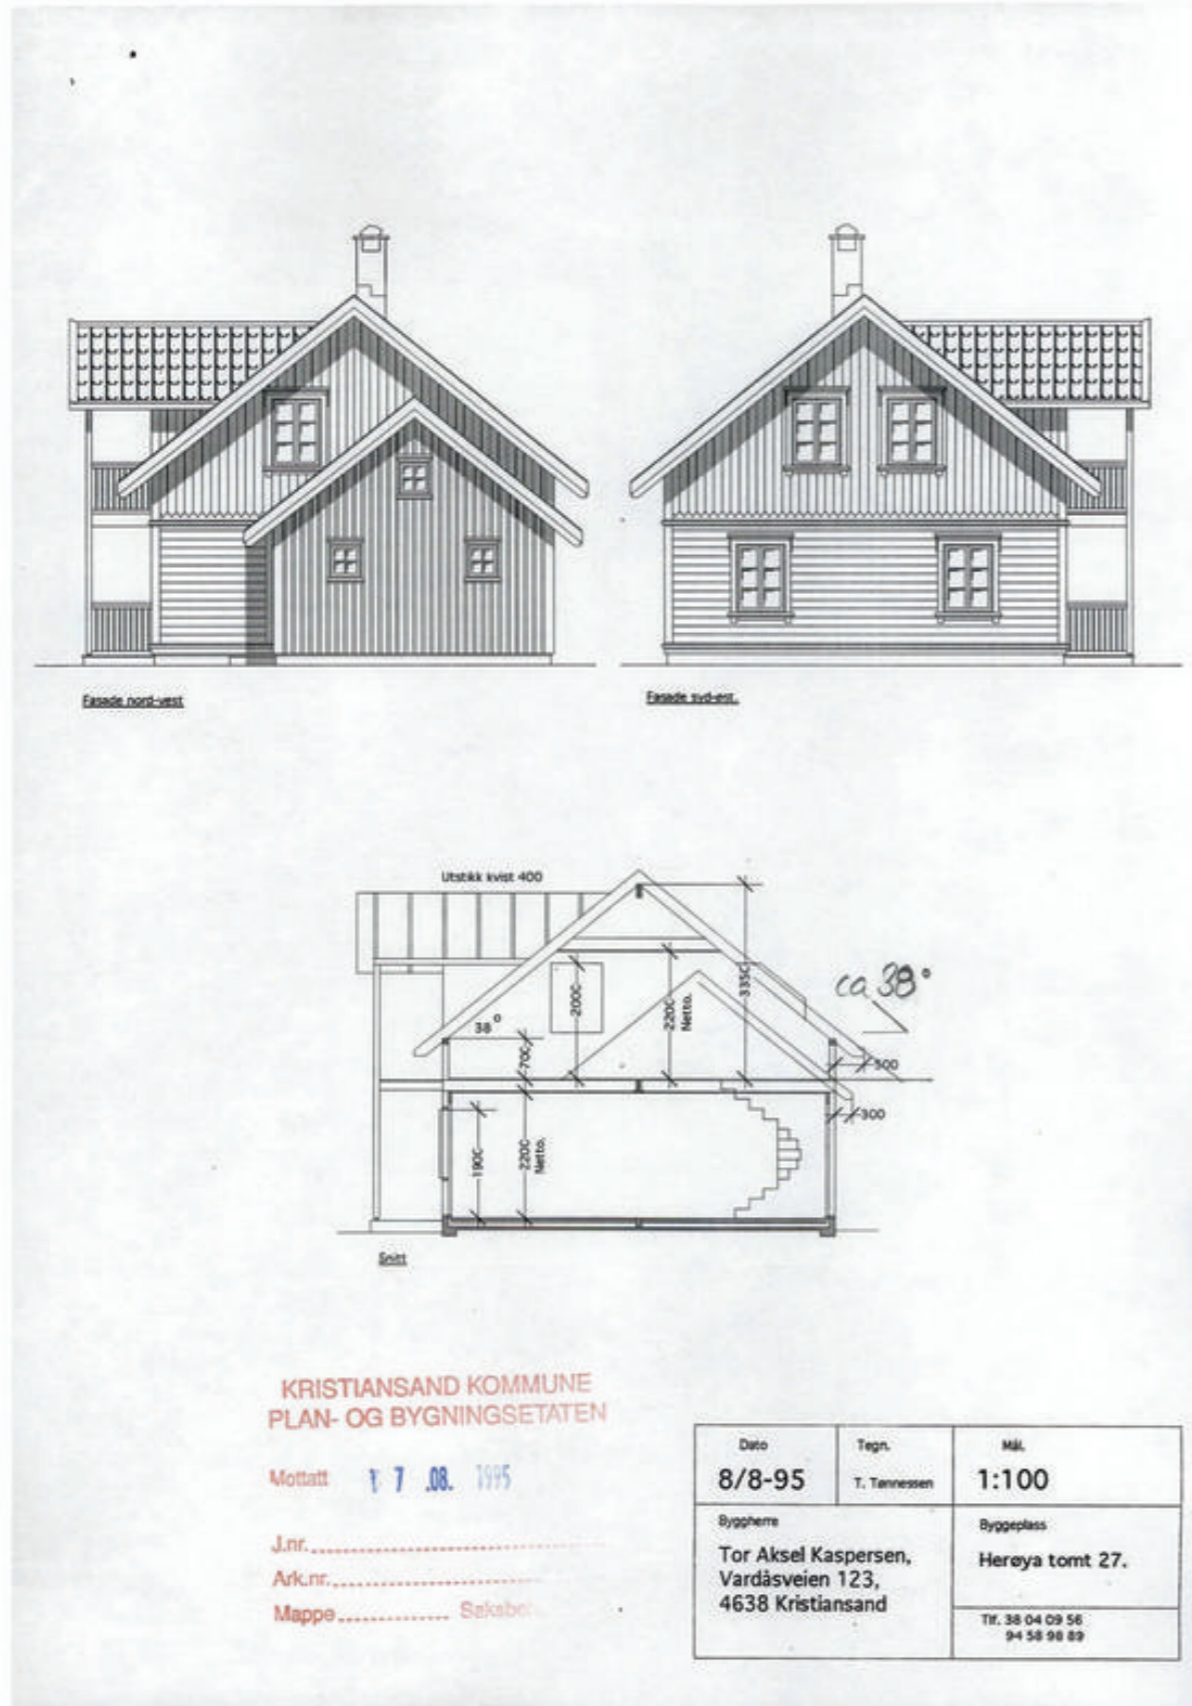 Fasade nord-vest
Fasade syd-øst.
Utstikk kvist 400
3350
ca 38°
2000
2200
Netto.
38°
700
500
300
1900
2200
Netto.
Snitt
KRISTIANSAND KOMMUNE
PLAN- OG BYGNINGSETATEN
Mottatt 17 .08. 1995
J.nr.
Ark.nr.
Mappe
Dato
8/8-95
Tegn.
T. Tønnessen
Mål.
1:100
Byggherre
Tor Aksel Kaspersen,
Vardåsveien 123,
4638 Kristiansand
Byggeplass
Herøya tomt 27.
Tlf. 38 04 09 56
94 58 98 89